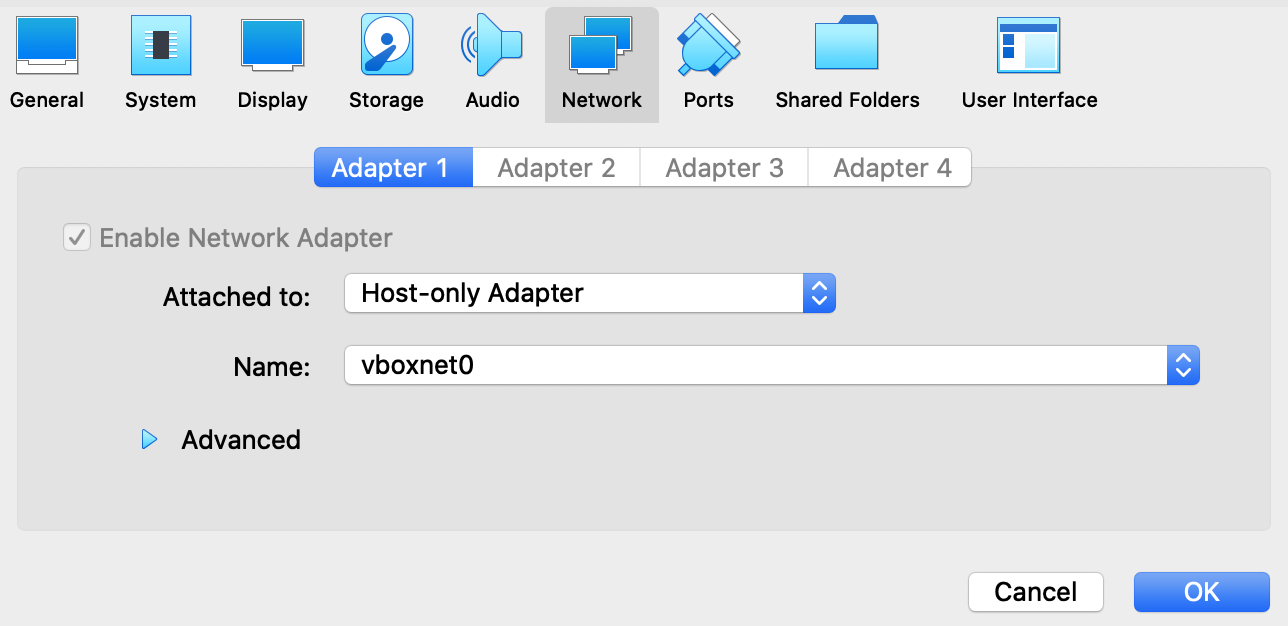 General System Display Storage Audio Network Ports Shared Folders User Interface
Adapter 1 Adapter 2 Adapter 3 Adapter 4
Enable Network Adapter
Attached to: Host-only Adapter
Name: vboxnet0
Advanced
Cancel OK